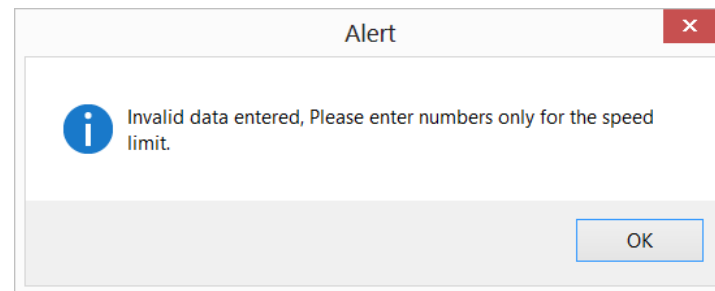 Alert
Invalid data entered, Please enter numbers only for the speed
limit.
OK